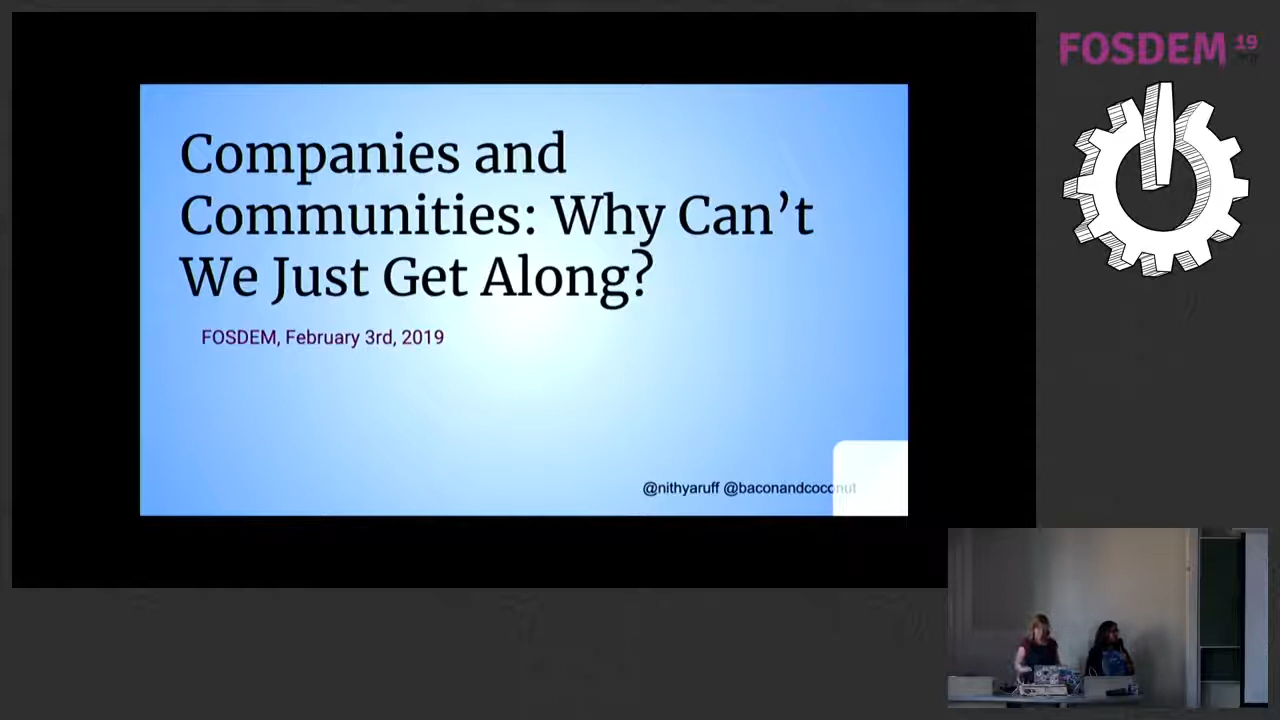 Companies and
Communities: Why Can't
We Just Get Along?
FOSDEM, February 3rd, 2019
@nithyaruff @baconandcoconut
FOSDEM 19